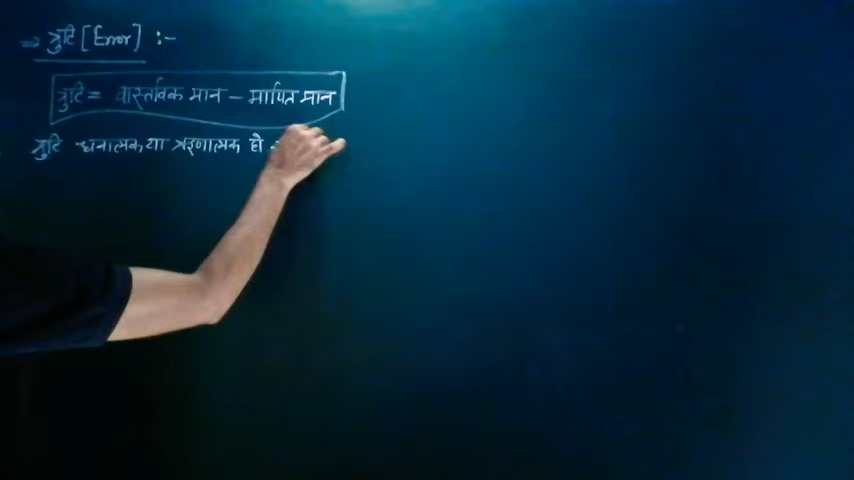 ⇒ त्रुटि [Error] :-
त्रुटि = वास्तविक मान - मापित मान
त्रुटि धनात्मक या ऋणात्मक हो